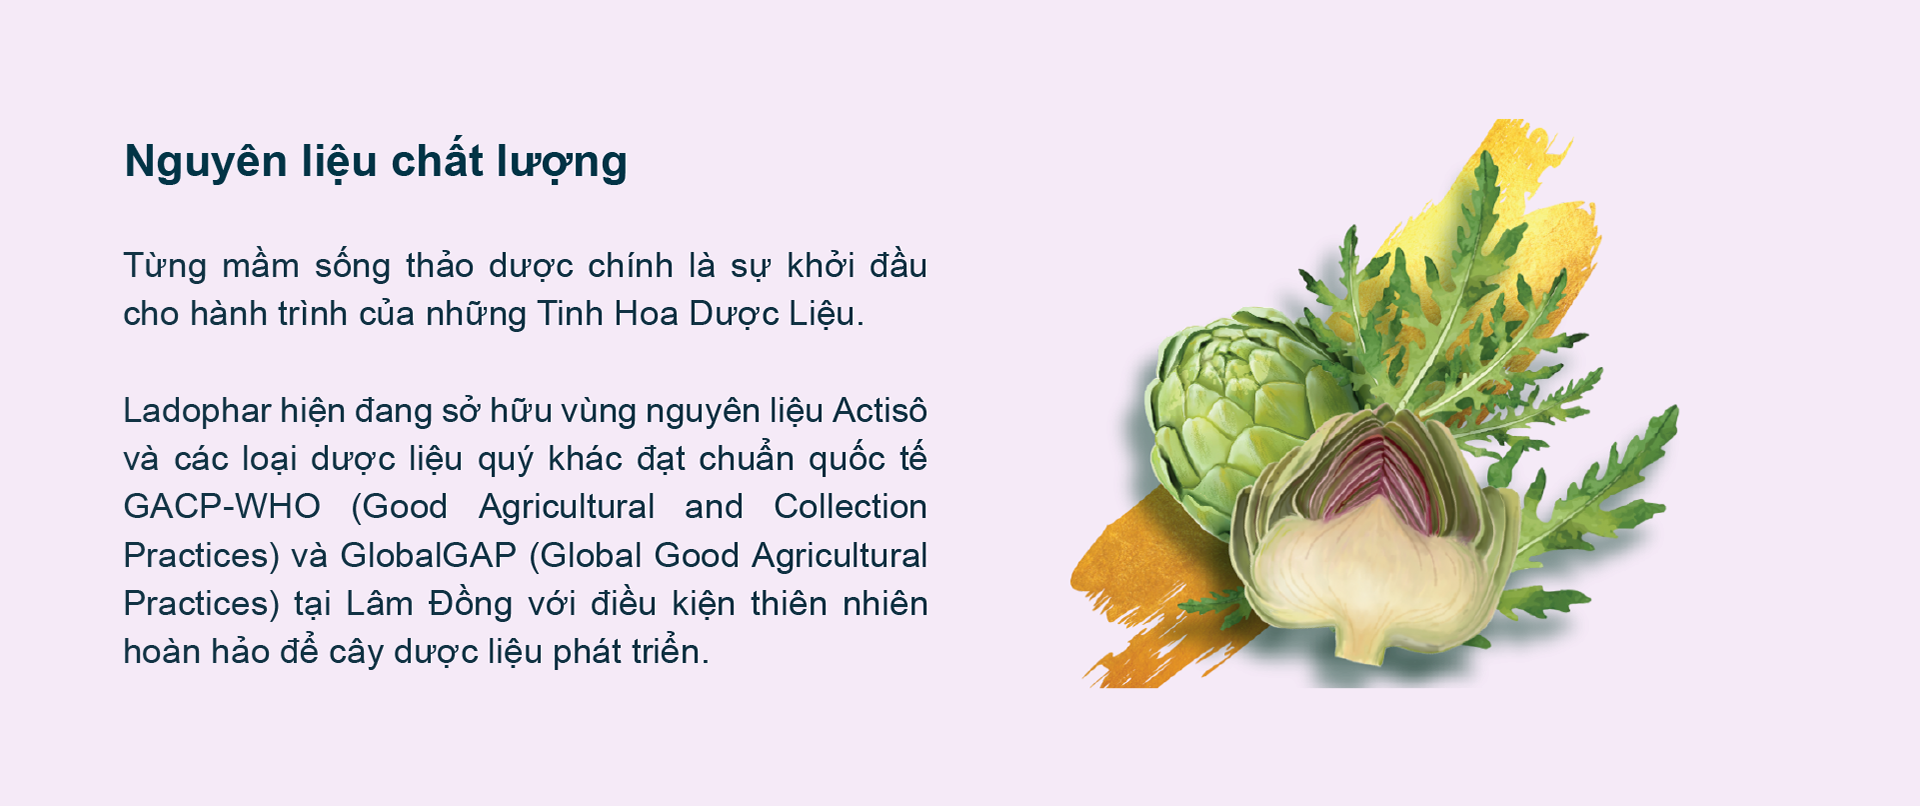 Nguyên liệu chất lượng
Từng mầm sống thảo dược chính là sự khởi đầu
cho hành trình của những Tinh Hoa Dược Liệu.
Ladophar hiện đang sở hữu vùng nguyên liệu Actisô
và các loại dược liệu quý khác đạt chuẩn quốc tế
GACP-WHO (Good Agricultural and Collection
Practices) và GlobalGAP (Global Good Agricultural
Practices) tại Lâm Đồng với điều kiện thiên nhiên
hoàn hảo để cây dược liệu phát triển.